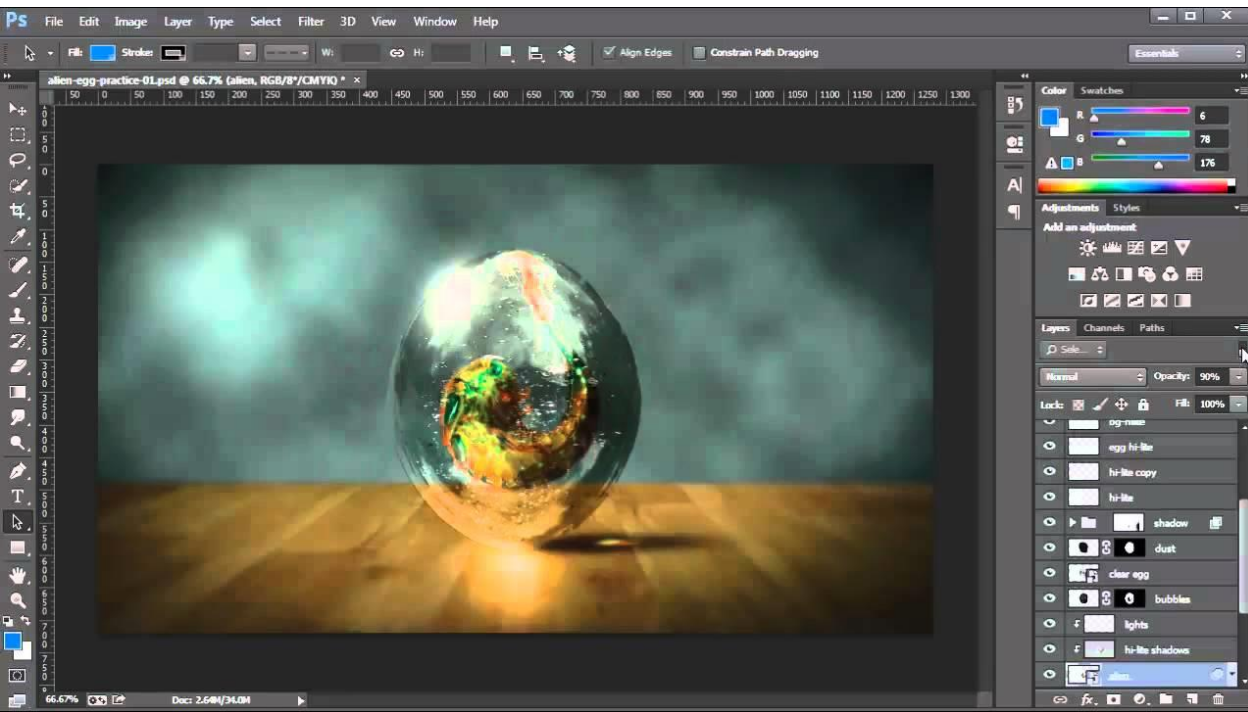 Ps File Edit Image Layer Type Select Filter 3D View Window Help
Fill: Stroke: W: H: Align Edges Constrain Path Dragging Essentials
alien-egg-practice-01.psd @ 66.7% (alien, RGB/8*/CMYK) * ×
50 0 50 100 150 200 250 300 350 400 450 500 550 600 650 700 750 800 850 900 950 1000 1050 1100 1150 1200 1250 1300
Color Swatches
R 6
G 78
B 176
Adjustments Styles
Add an adjustment
Layers Channels Paths
Sele...
Normal Opacity: 90%
Lock: Fill: 100%
egg hi-lite
hi-lite copy
hi-lite
shadow
dust
clear egg
bubbles
lights
hi-lite shadows
alien
66.67% Doc: 2.64M/34.0M